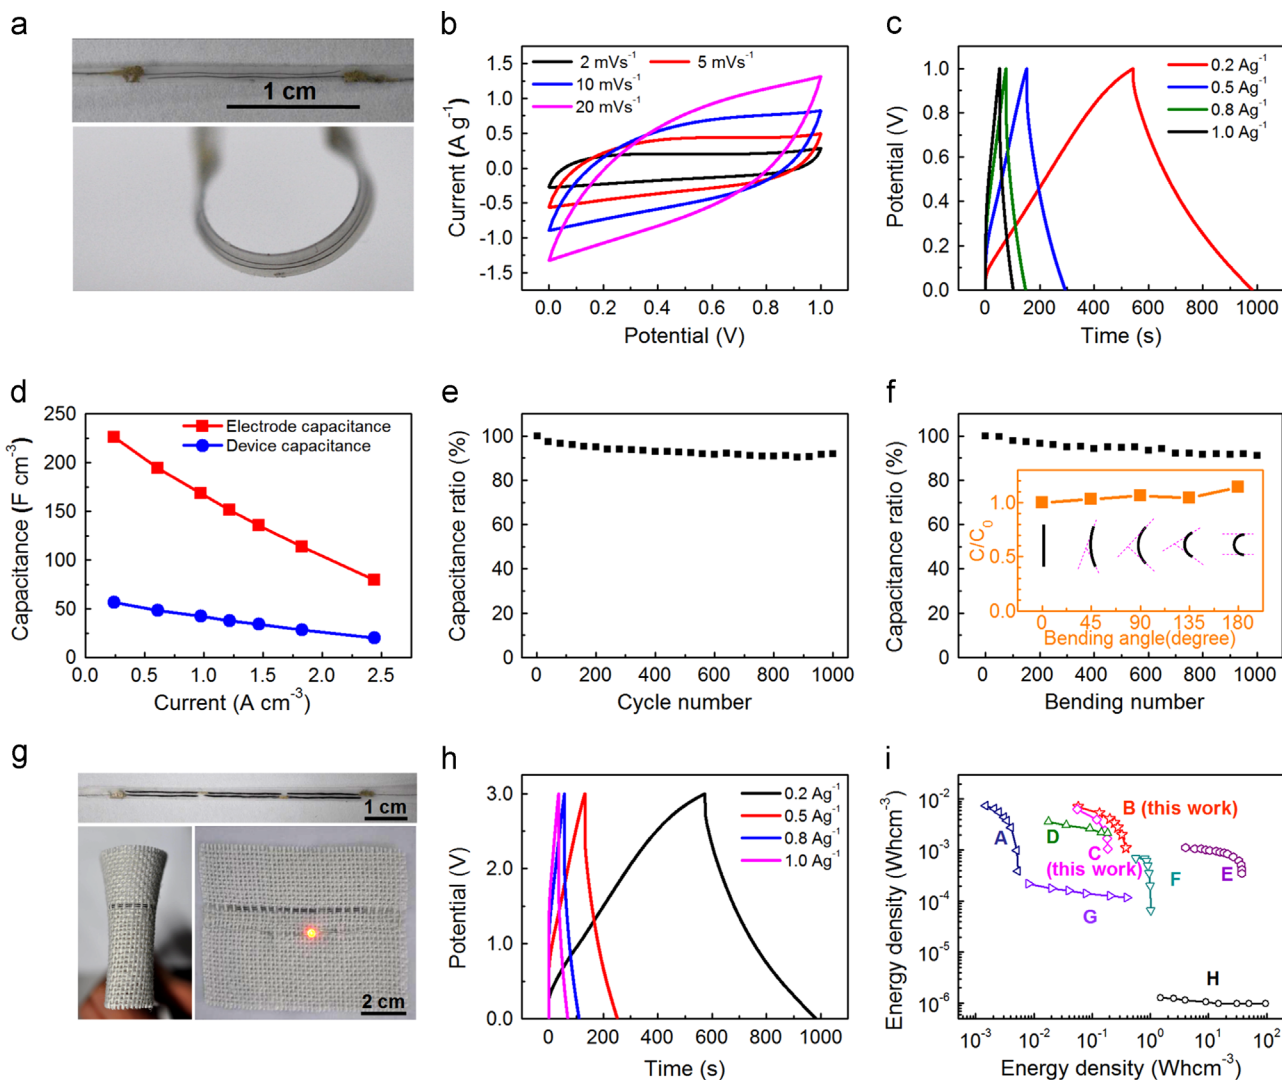 a
1 cm
b
2 mVs⁻¹ 5 mVs⁻¹
10 mVs⁻¹
20 mVs⁻¹
1.5
1.0
0.5
0.0
-0.5
-1.0
-1.5
Current (A g⁻¹)
0.0 0.2 0.4 0.6 0.8 1.0
Potential (V)
c
0.2 Ag⁻¹
0.5 Ag⁻¹
0.8 Ag⁻¹
1.0 Ag⁻¹
1.0
0.8
0.6
0.4
0.2
0.0
Potential (V)
0 200 400 600 800 1000
Time (s)
d
Electrode capacitance
Device capacitance
250
200
150
100
50
0
Capacitance (F cm⁻³)
0.0 0.5 1.0 1.5 2.0 2.5
Current (A cm⁻³)
e
100
80
60
40
20
0
Capacitance ratio (%)
0 200 400 600 800 1000
Cycle number
f
100
80
60
40
20
0
Capacitance ratio (%)
1.0
0.5
0.0
C/C₀
0 45 90 135 180
Bending angle(degree)
0 200 400 600 800 1000
Bending number
g
1 cm
2 cm
h
0.2 Ag⁻¹
0.5 Ag⁻¹
0.8 Ag⁻¹
1.0 Ag⁻¹
3.0
2.0
1.0
0.0
Potential (V)
0 200 400 600 800 1000
Time (s)
i
10⁻²
10⁻³
10⁻⁴
10⁻⁵
10⁻⁶
Energy density (Whcm⁻³)
B (this work)
A
D
C
(this work)
F
E
G
H
10⁻³ 10⁻² 10⁻¹ 10⁰ 10¹ 10²
Energy density (Whcm⁻³)